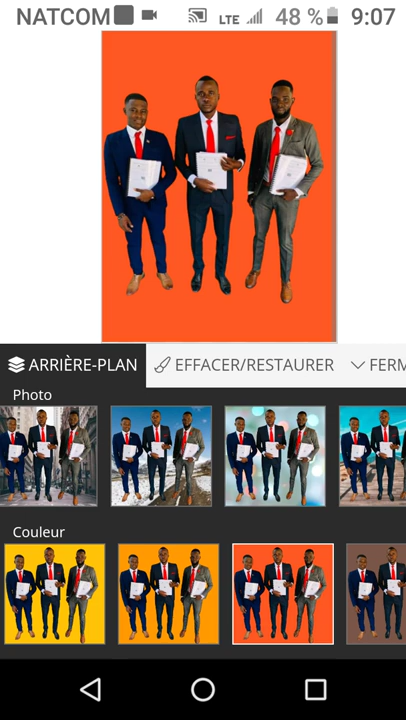 NATCOM LTE 48 % 9:07
ARRIÈRE-PLAN EFFACER/RESTAURER FERM
Photo
Couleur